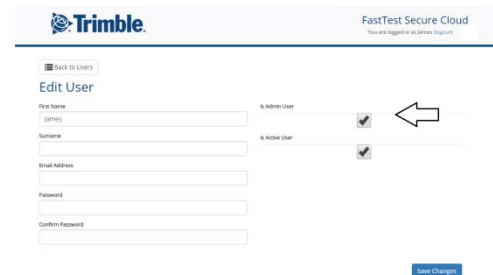 Trimble.
FastTest Secure Cloud
You are logged in as James (logout)
Back to Users
Edit User
First Name
James
Surname
Email Address
Password
Confirm Password
Is Admin User
Is Active User
Save Changes